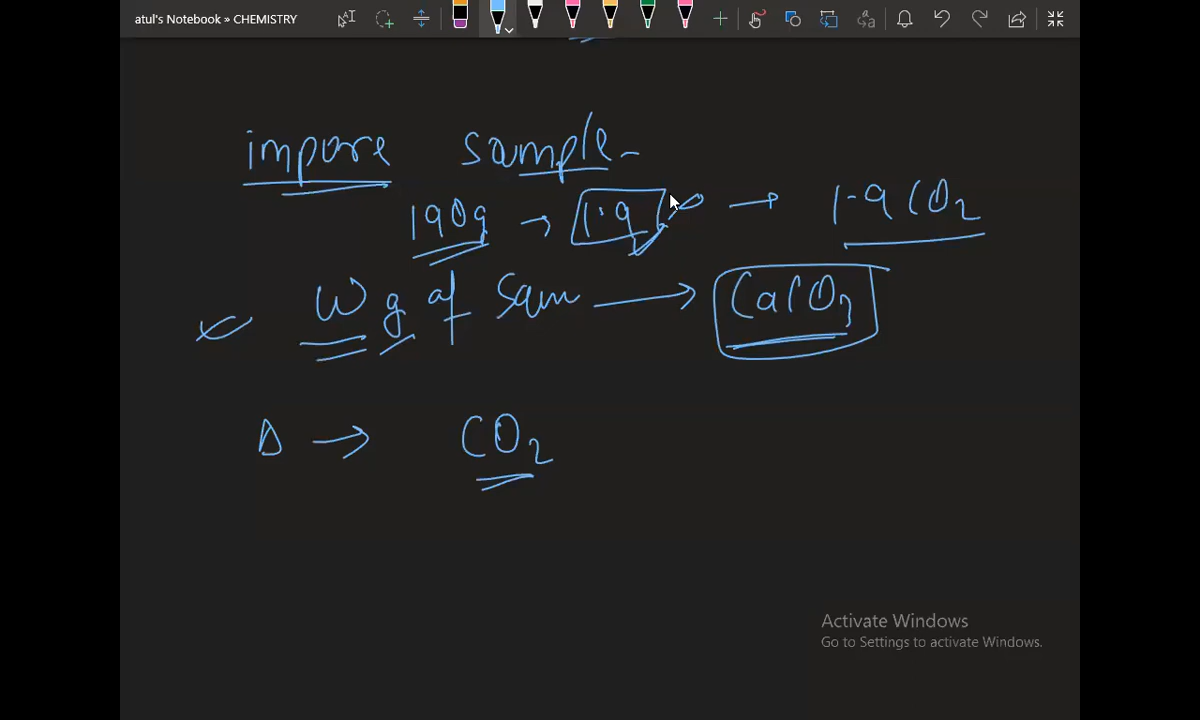 atul's Notebook » CHEMISTRY
impore sample-
190g → 1.9 → 1.9 CO2
W g of Sam → CaCO3
Δ → CO2
Activate Windows
Go to Settings to activate Windows.